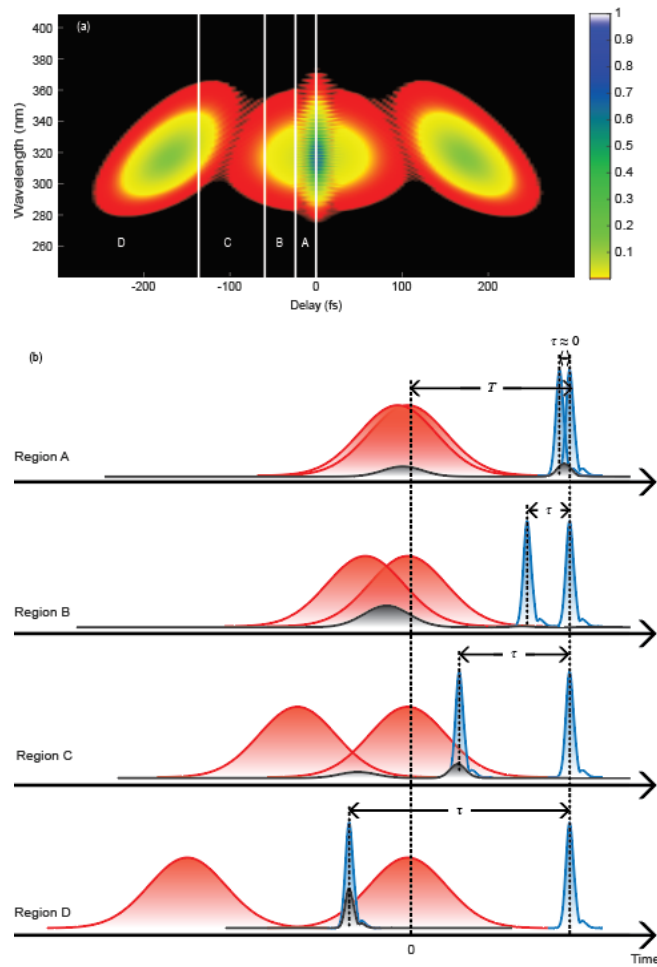 (a)
Wavelength (nm)
400
380
360
340
320
300
280
260
D
C
B
A
-200
-100
0
100
200
Delay (fs)
1
0.9
0.8
0.7
0.6
0.5
0.4
0.3
0.2
0.1
(b)
τ ≈ 0
T
Region A
τ
Region B
τ
Region C
τ
Region D
0
Time